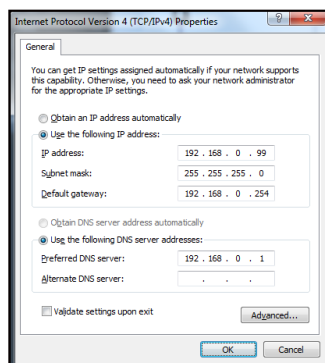 Internet Protocol Version 4 (TCP/IPv4) Properties
General
You can get IP settings assigned automatically if your network supports
this capability. Otherwise, you need to ask your network administrator
for the appropriate IP settings.
Obtain an IP address automatically
Use the following IP address:
IP address: 192 . 168 . 0 . 99
Subnet mask: 255 . 255 . 255 . 0
Default gateway: 192 . 168 . 0 . 254
Obtain DNS server address automatically
Use the following DNS server addresses:
Preferred DNS server: 192 . 168 . 0 . 1
Alternate DNS server: . . .
Validate settings upon exit
Advanced...
OK Cancel